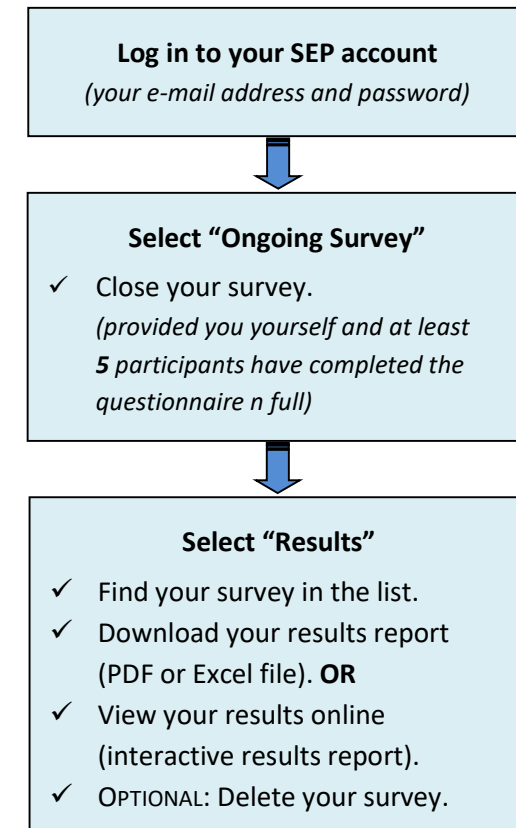 Log in to your SEP account
(your e-mail address and password)
Select “Ongoing Survey”
✓ Close your survey.
(provided you yourself and at least
5 participants have completed the
questionnaire n full)
Select “Results”
✓ Find your survey in the list.
✓ Download your results report
(PDF or Excel file). OR
✓ View your results online
(interactive results report).
✓ OPTIONAL: Delete your survey.